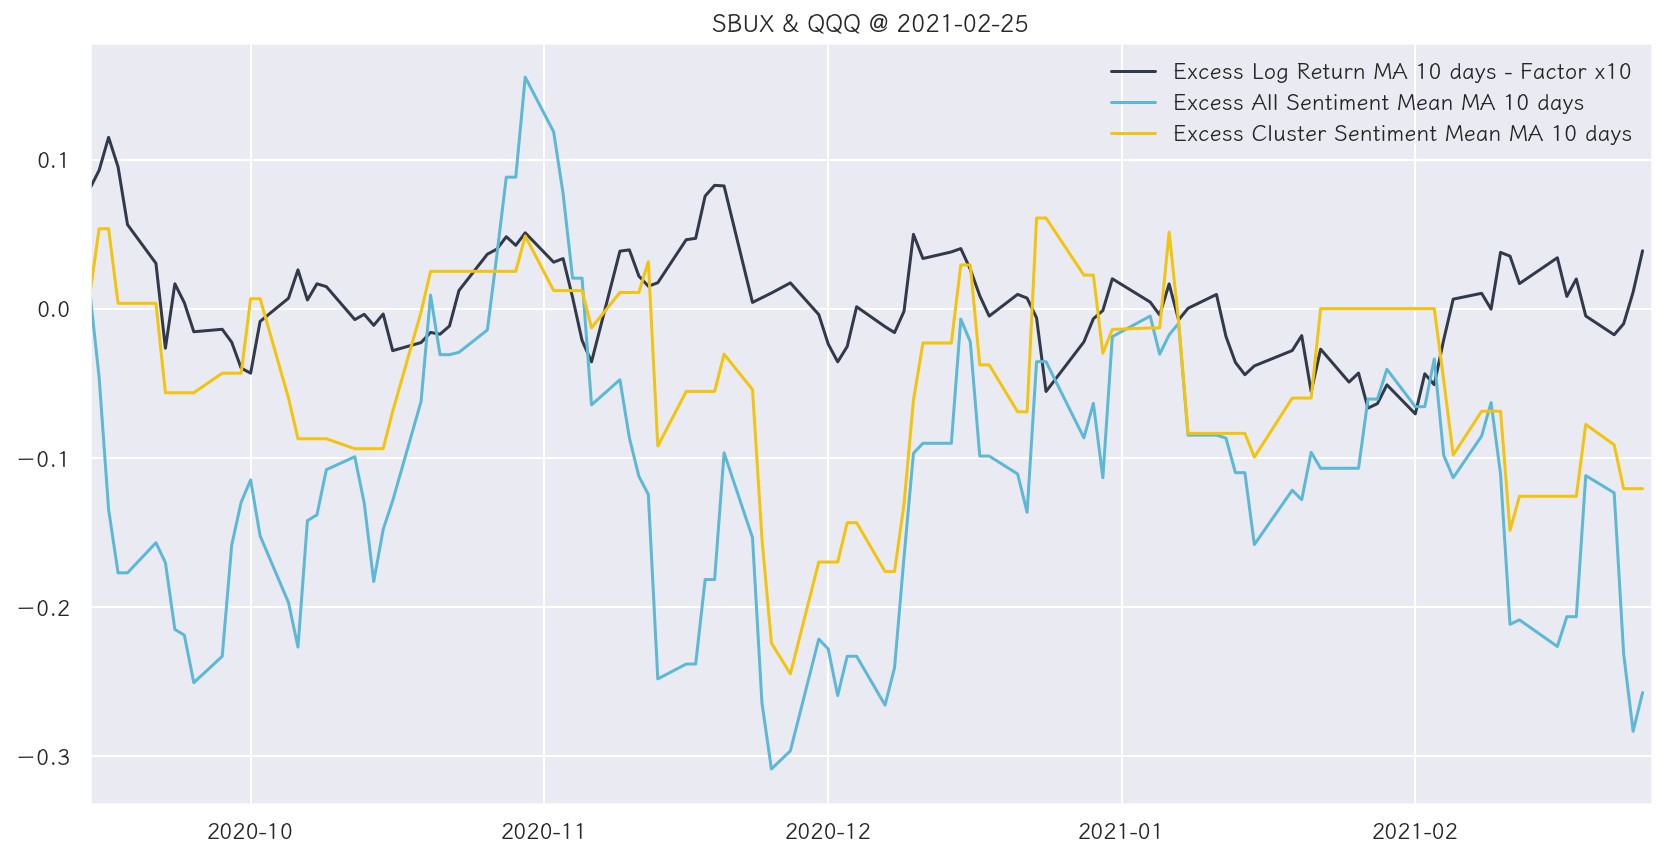 SBUX & QQQ @ 2021-02-25
Excess Log Return MA 10 days - Factor x10
Excess All Sentiment Mean MA 10 days
Excess Cluster Sentiment Mean MA 10 days
0.1
0.0
−0.1
−0.2
−0.3
2020-10 2020-11 2020-12 2021-01 2021-02